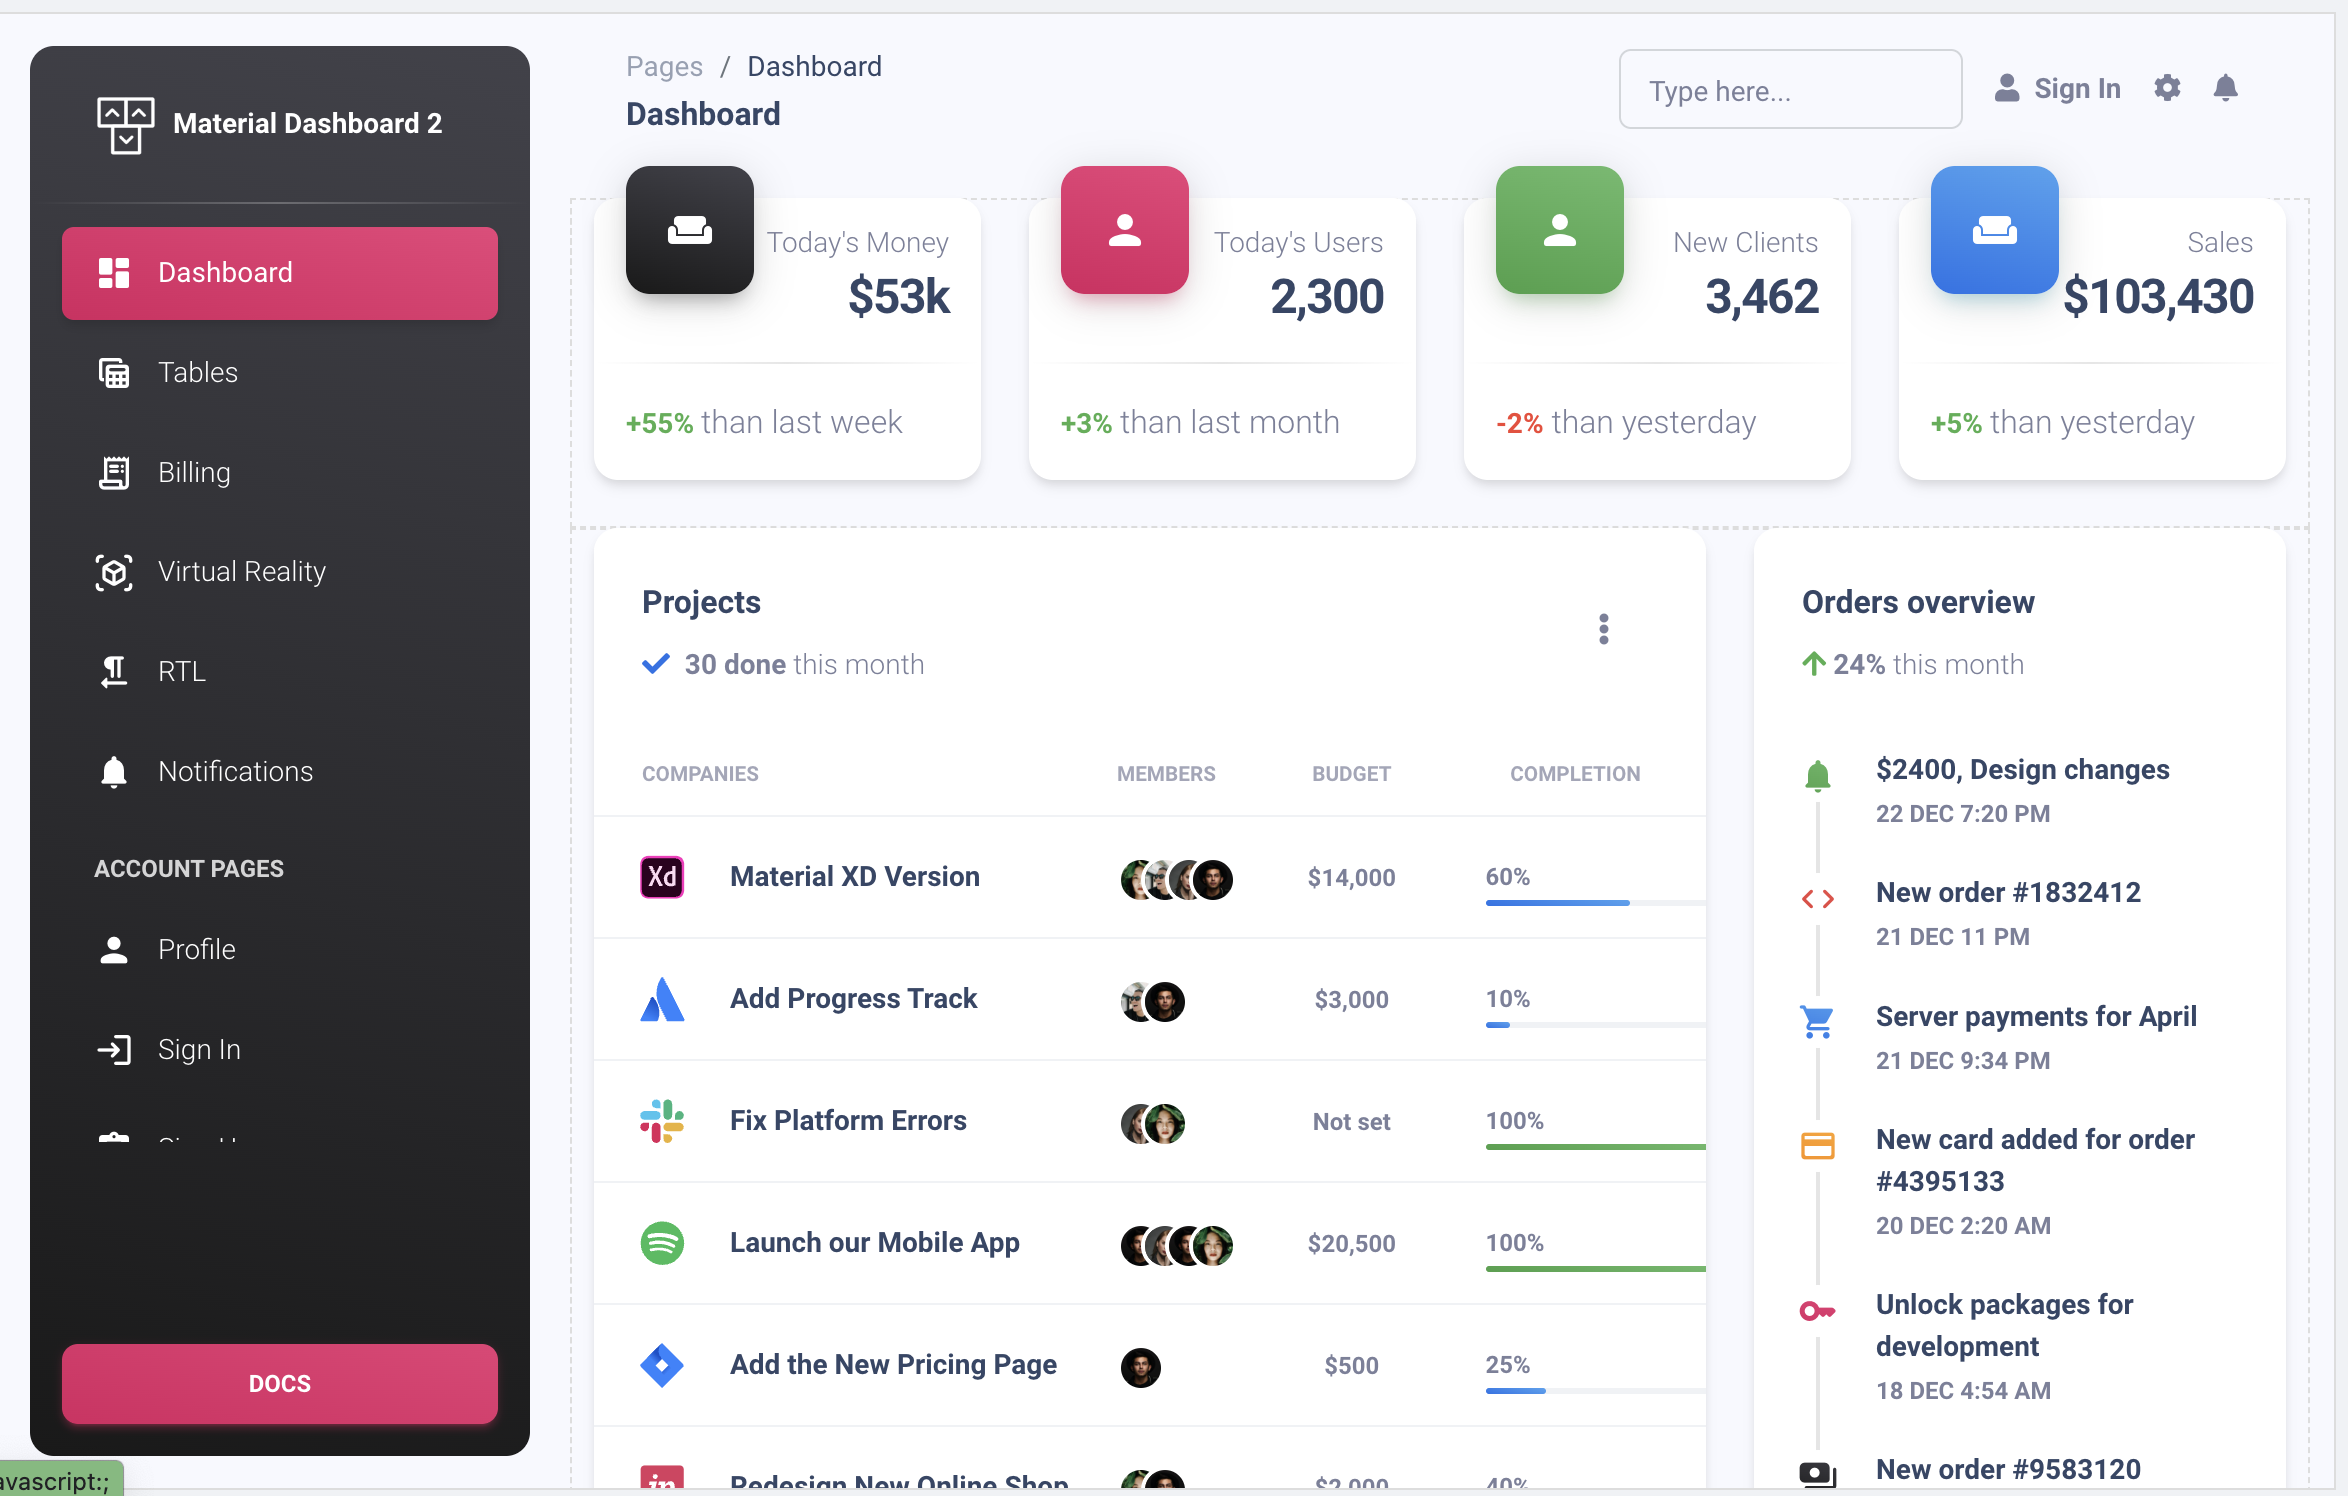 Material Dashboard 2
Dashboard
Tables
Billing
Virtual Reality
RTL
Notifications
ACCOUNT PAGES
Profile
Sign In
DOCS
avascript:;
Pages / Dashboard
Dashboard
Type here...
Sign In
Today's Money
$53k
+55% than last week
Today's Users
2,300
+3% than last month
New Clients
3,462
-2% than yesterday
Sales
$103,430
+5% than yesterday
Projects
30 done this month
COMPANIES MEMBERS BUDGET COMPLETION
Xd Material XD Version $14,000 60%
Add Progress Track $3,000 10%
Fix Platform Errors Not set 100%
Launch our Mobile App $20,500 100%
Add the New Pricing Page $500 25%
in Redesign New Online Shop $2,000 40%
Orders overview
24% this month
$2400, Design changes
22 DEC 7:20 PM
New order #1832412
21 DEC 11 PM
Server payments for April
21 DEC 9:34 PM
New card added for order
#4395133
20 DEC 2:20 AM
Unlock packages for
development
18 DEC 4:54 AM
New order #9583120